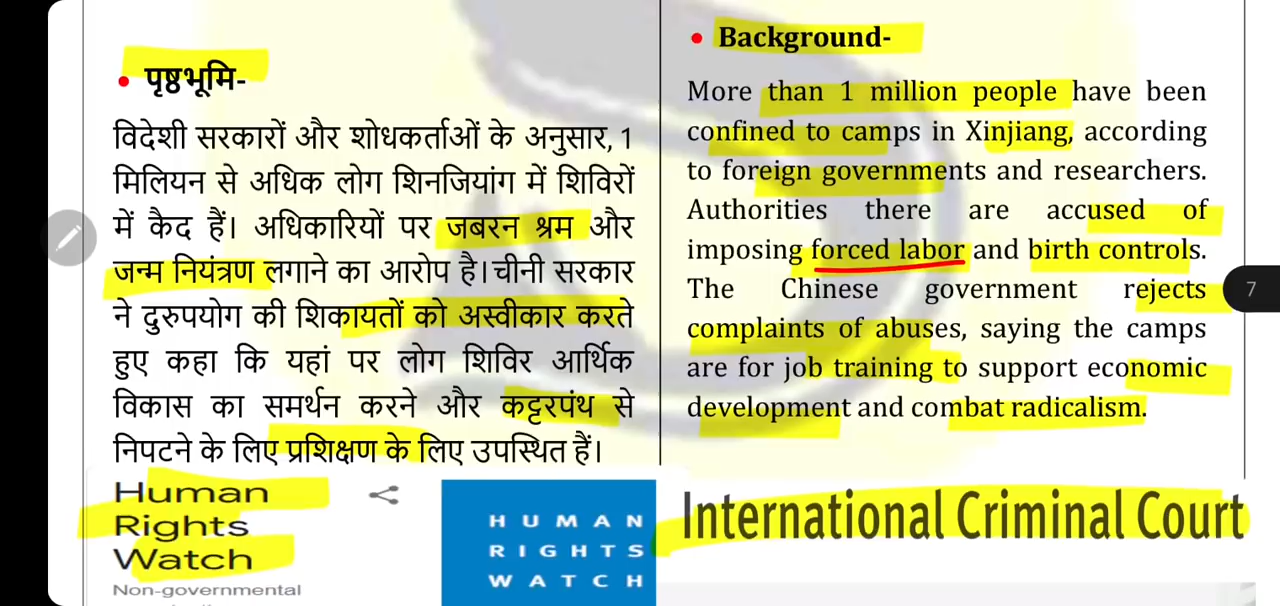 पृष्ठभूमि-
विदेशी सरकारों और शोधकर्ताओं के अनुसार, 1
मिलियन से अधिक लोग शिनजियांग में शिविरों
में कैद हैं। अधिकारियों पर जबरन श्रम और
जन्म नियंत्रण लगाने का आरोप है। चीनी सरकार
ने दुरुपयोग की शिकायतों को अस्वीकार करते
हुए कहा कि यहां पर लोग शिविर आर्थिक
विकास का समर्थन करने और कट्टरपंथ से
निपटने के लिए प्रशिक्षण के लिए उपस्थित हैं।
Background-
More than 1 million people have been
confined to camps in Xinjiang, according
to foreign governments and researchers.
Authorities there are accused of
imposing forced labor and birth controls.
The Chinese government rejects
complaints of abuses, saying the camps
are for job training to support economic
development and combat radicalism.
7
Human
Rights
Watch
Non-governmental
HUMAN
RIGHTS
WATCH
International Criminal Court